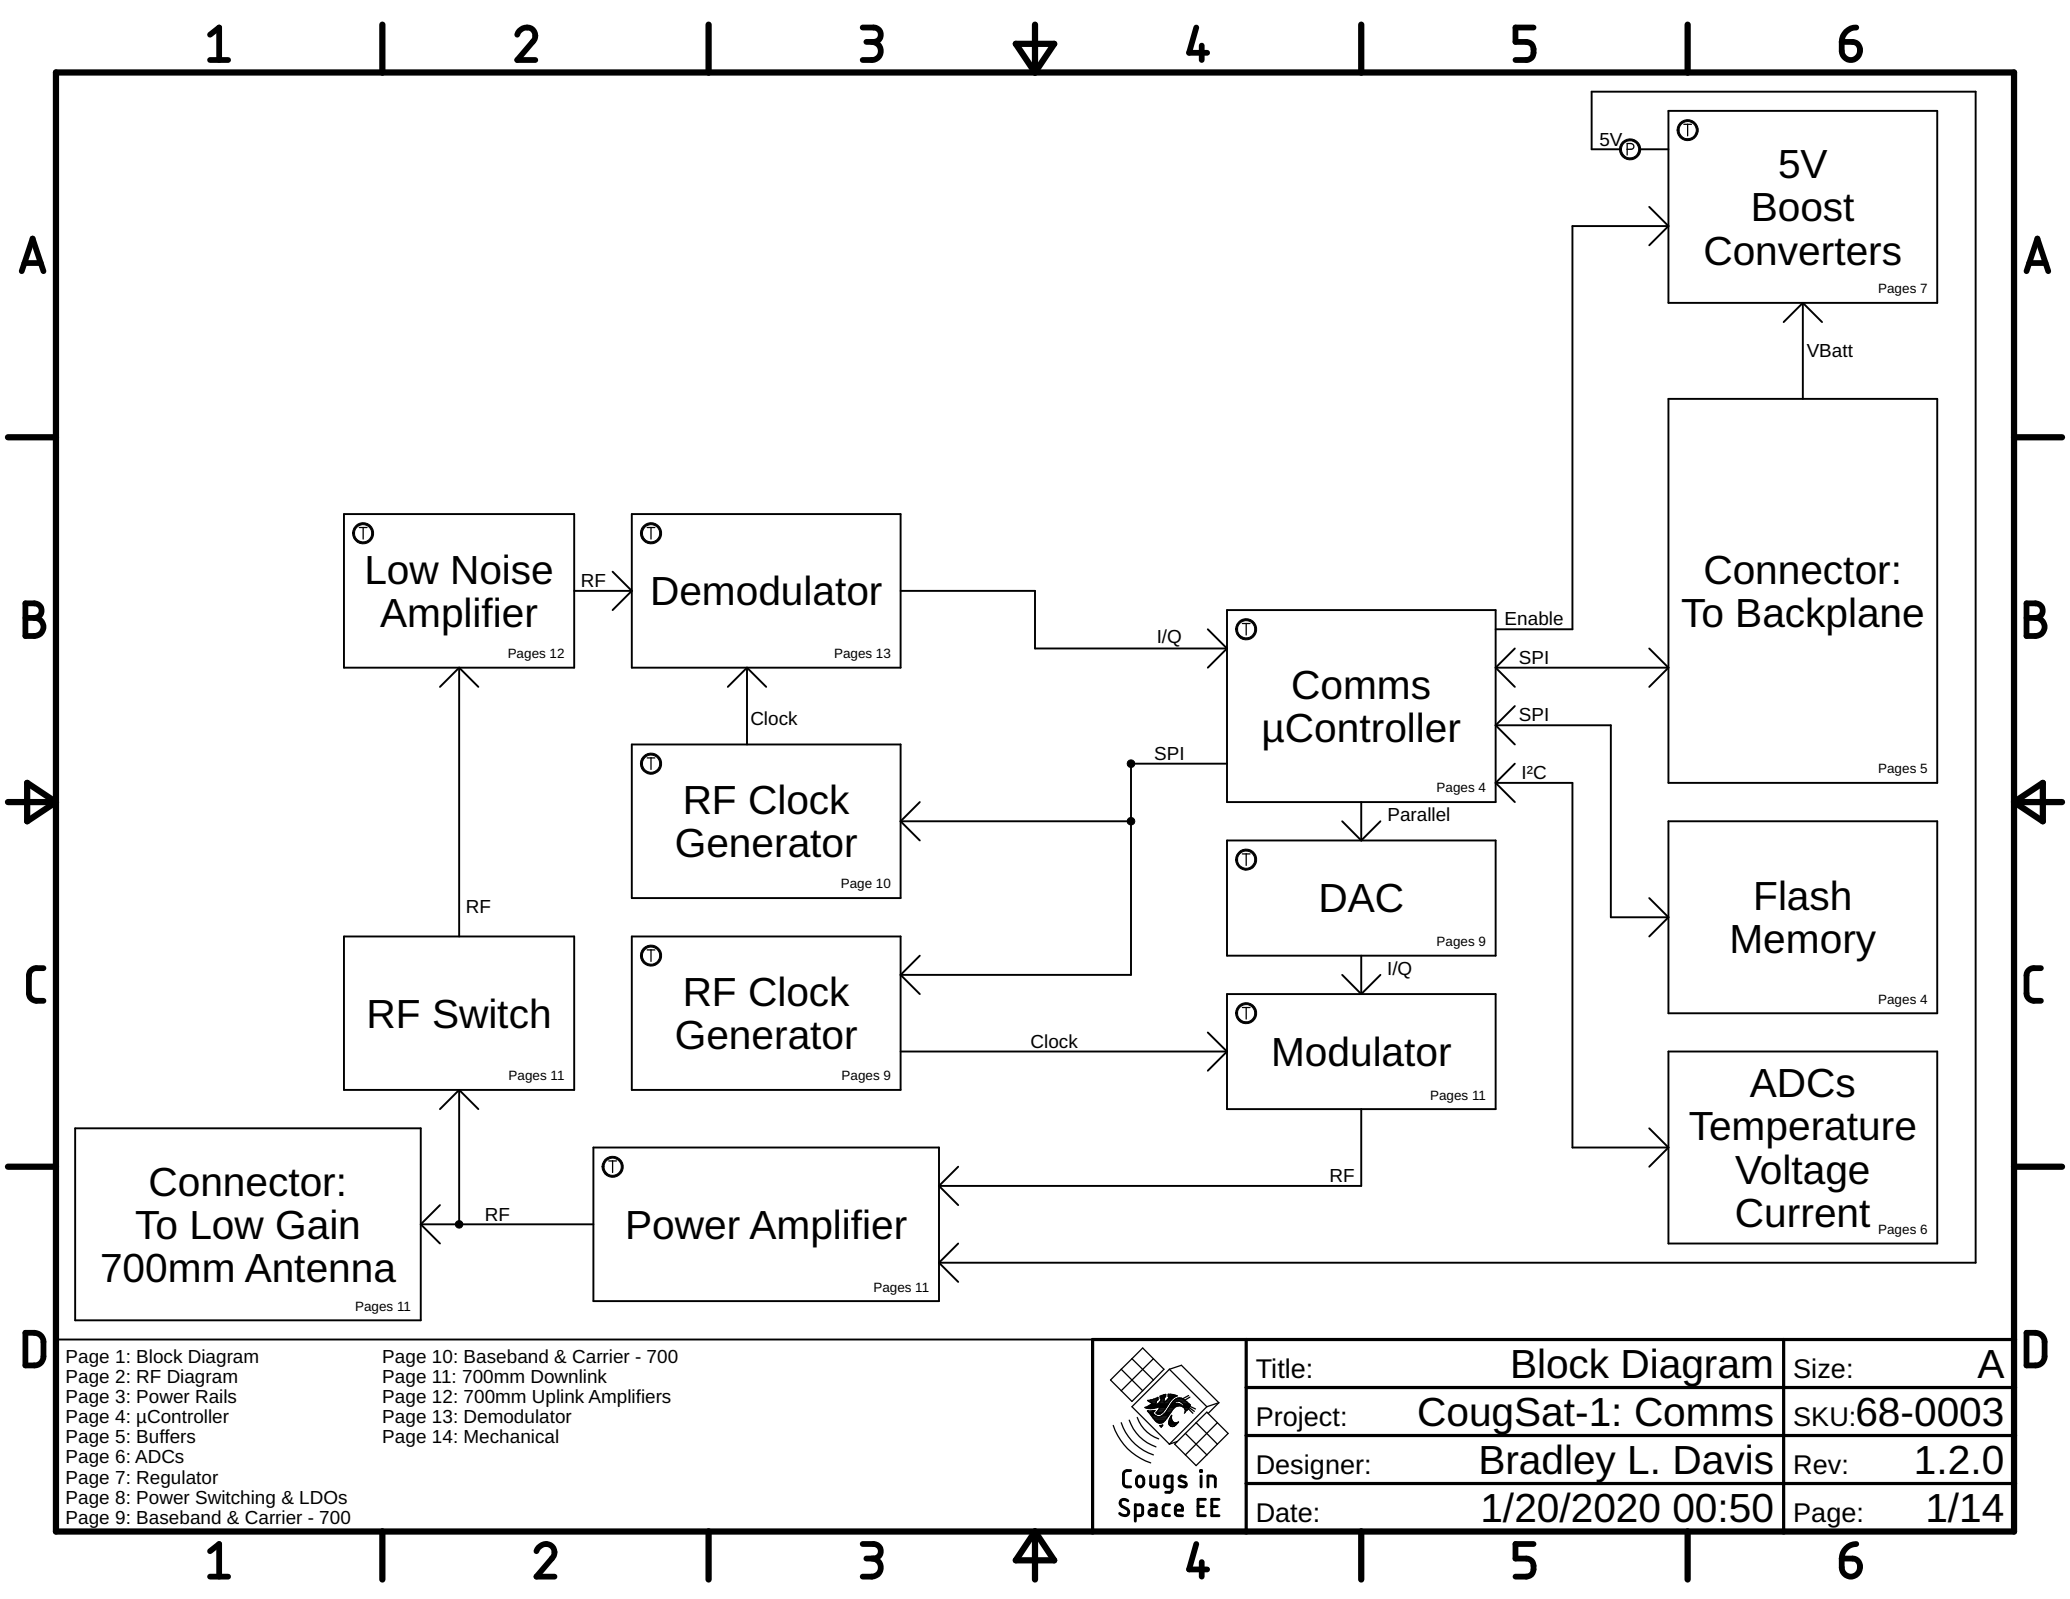 1 2 3 4 5 6
A A
B B
C C
D D
5V
P
T
5V
Boost
Converters
Pages 7
VBatt
Connector:
To Backplane
Pages 5
T
Low Noise
Amplifier
Pages 12
RF
T
Demodulator
Pages 13
I/Q
T
Comms
µController
Pages 4
Enable
SPI
SPI
I²C
SPI
Parallel
Clock
T
RF Clock
Generator
Page 10
T
DAC
Pages 9
I/Q
Flash
Memory
Pages 4
RF
RF Switch
Pages 11
T
RF Clock
Generator
Pages 9
Clock
T
Modulator
Pages 11
ADCs
Temperature
Voltage
Current
Pages 6
Connector:
To Low Gain
700mm Antenna
Pages 11
RF
T
Power Amplifier
Pages 11
RF
Page 1: Block Diagram
Page 2: RF Diagram
Page 3: Power Rails
Page 4: µController
Page 5: Buffers
Page 6: ADCs
Page 7: Regulator
Page 8: Power Switching & LDOs
Page 9: Baseband & Carrier - 700
Page 10: Baseband & Carrier - 700
Page 11: 700mm Downlink
Page 12: 700mm Uplink Amplifiers
Page 13: Demodulator
Page 14: Mechanical
Cougs in
Space EE
Title: Block Diagram Size: A
Project: CougSat-1: Comms SKU:68-0003
Designer: Bradley L. Davis Rev: 1.2.0
Date: 1/20/2020 00:50 Page: 1/14
1 2 3 4 5 6